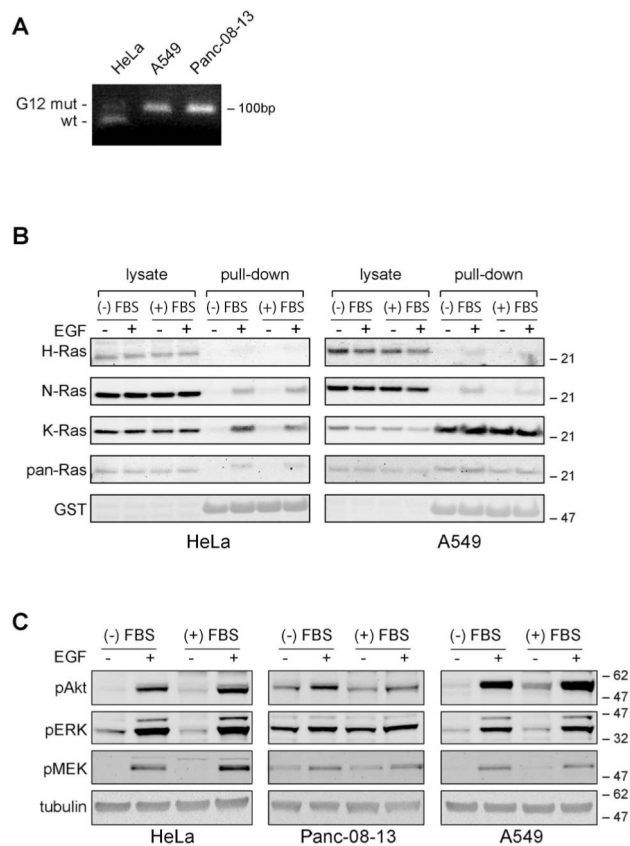 A
HeLa
A549
Panc-08-13
G12 mut -
wt -
– 100bp
B
lysate pull-down lysate pull-down
(-) FBS (+) FBS (-) FBS (+) FBS (-) FBS (+) FBS (-) FBS (+) FBS
EGF - + - + - + - + - + - + - + - +
H-Ras – 21
N-Ras – 21
K-Ras – 21
pan-Ras – 21
GST – 47
HeLa A549
C
(-) FBS (+) FBS (-) FBS (+) FBS (-) FBS (+) FBS
EGF - + - + - + - + - + - +
pAkt – 62
– 47
pERK – 47
– 32
pMEK – 47
tubulin – 62
– 47
HeLa Panc-08-13 A549